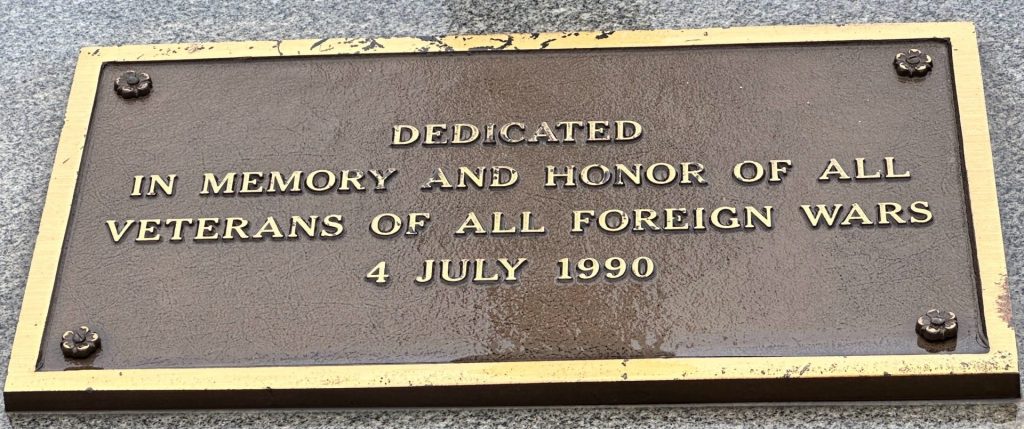 DEDICATED
IN MEMORY AND HONOR OF ALL
VETERANS OF ALL FOREIGN WARS
4 JULY 1990